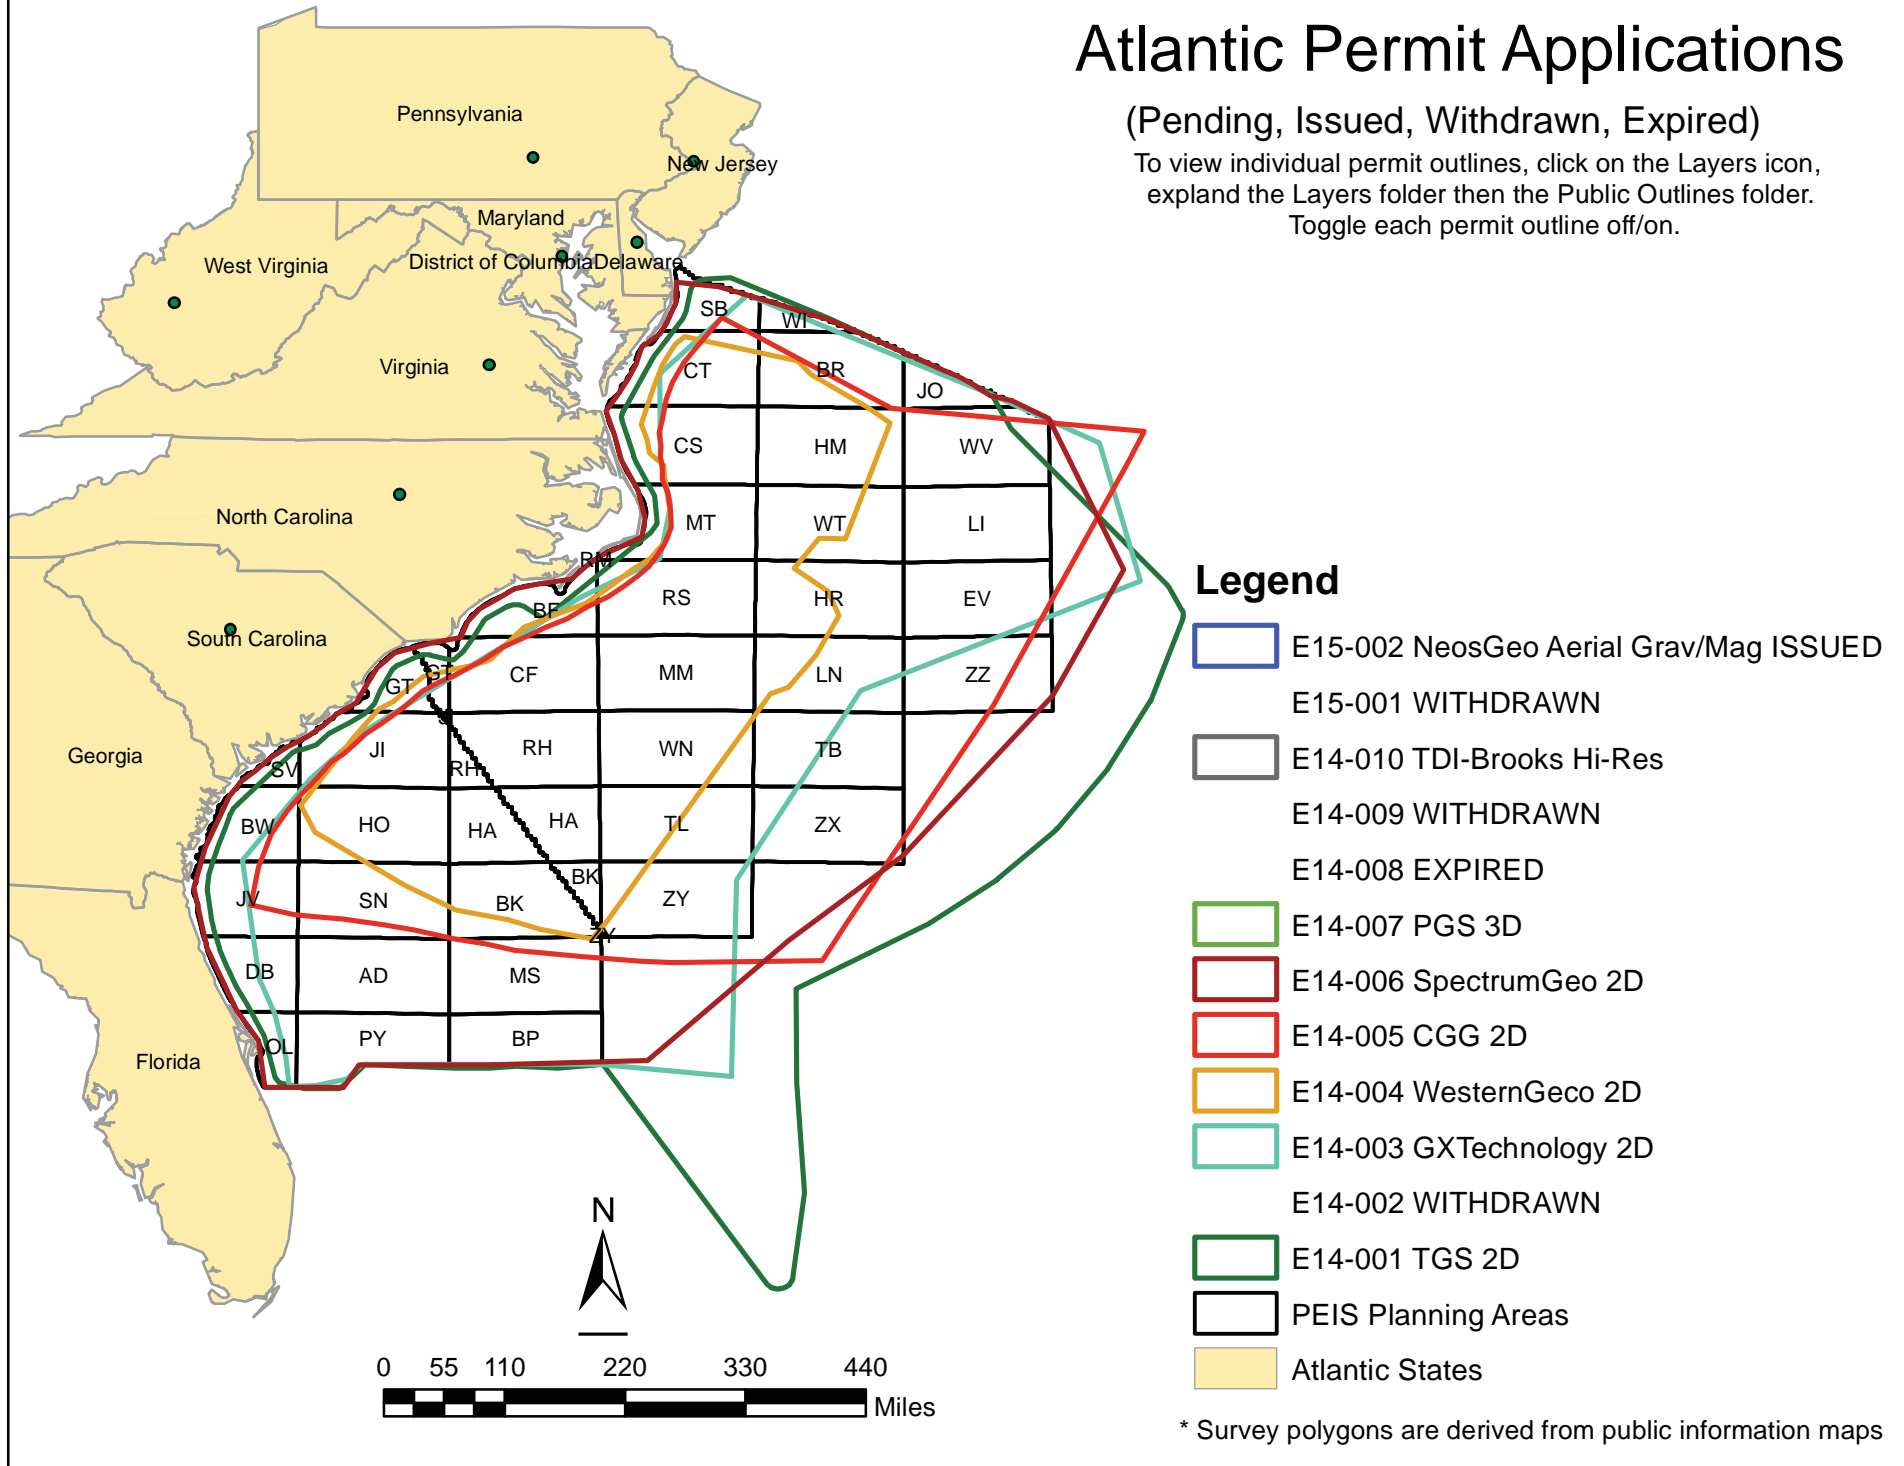 Atlantic Permit Applications
(Pending, Issued, Withdrawn, Expired)
To view individual permit outlines, click on the Layers icon,
expland the Layers folder then the Public Outlines folder.
Toggle each permit outline off/on.
Pennsylvania
New Jersey
Maryland
West Virginia
District of Columbia
Delaware
Virginia
North Carolina
South Carolina
Georgia
Florida
SB
WI
CT
BR
JO
CS
HM
WV
MT
WT
LI
RM
RS
HR
EV
BF
GT
GT
CF
MM
LN
ZZ
JI
RH
RH
WN
TB
SV
BW
HO
HA
HA
TL
ZX
JV
SN
BK
BK
ZY
ZY
DB
AD
MS
OL
PY
BP
N
0 55 110 220 330 440
Miles
Legend
E15-002 NeosGeo Aerial Grav/Mag ISSUED
E15-001 WITHDRAWN
E14-010 TDI-Brooks Hi-Res
E14-009 WITHDRAWN
E14-008 EXPIRED
E14-007 PGS 3D
E14-006 SpectrumGeo 2D
E14-005 CGG 2D
E14-004 WesternGeco 2D
E14-003 GXTechnology 2D
E14-002 WITHDRAWN
E14-001 TGS 2D
PEIS Planning Areas
Atlantic States
* Survey polygons are derived from public information maps